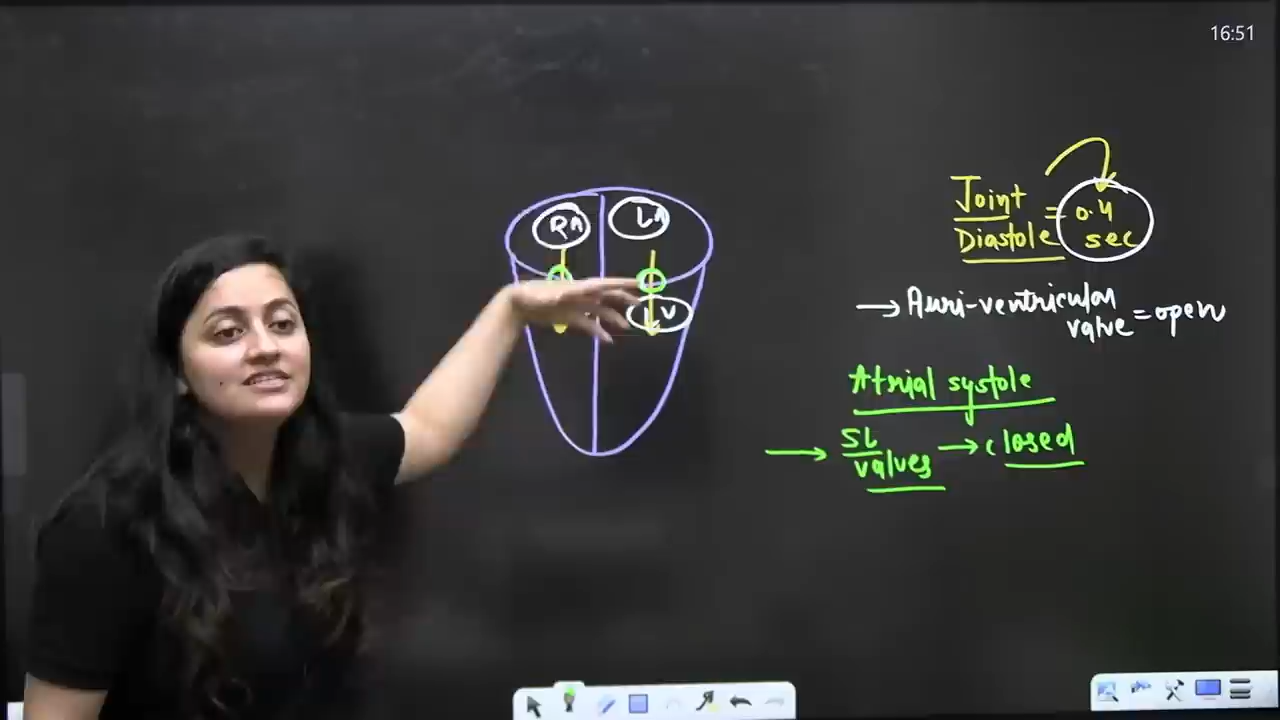 16:51
RA
LA
LV
Joint
Diastole = 0.4
sec
→ Auri-ventricular
valve = open
Atrial systole
→ SL
valves → closed